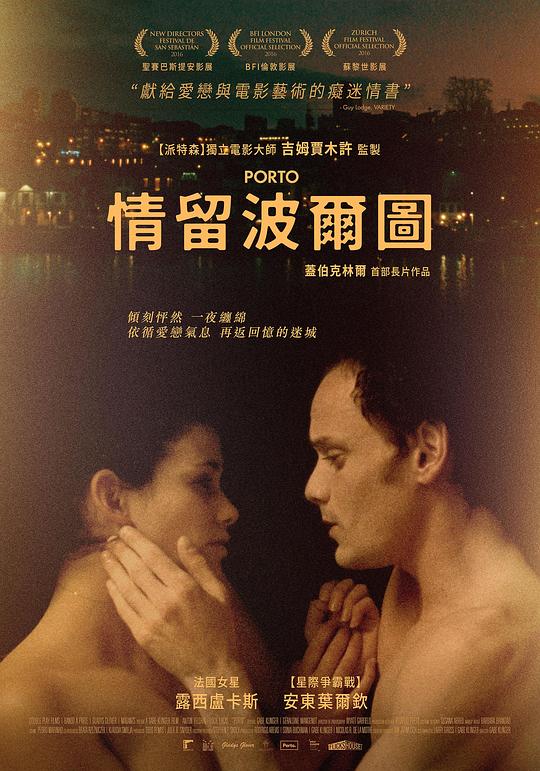 NEW DIRECTORS
FESTIVAL DE
SAN SEBASTIÁN
2016
聖賽巴斯提安影展
BFI LONDON
FILM FESTIVAL
OFFICIAL SELECTION
2016
BFI倫敦影展
ZÜRICH
FILM FESTIVAL
OFFICIAL SELECTION
2016
蘇黎世影展
“獻給愛戀與電影藝術的癡迷情書”
- Guy Lodge, VARIETY
【派特森】獨立電影大師 吉姆賈木許 監製
PORTO
情留波爾圖
蓋伯克林爾 首部長片作品
傾刻怦然 一夜纏綿
依循愛戀氣息 再返回憶的迷城
法國女星
露西盧卡斯
【星際爭霸戰】
安東葉爾欽
Gladys Glover
Porto.